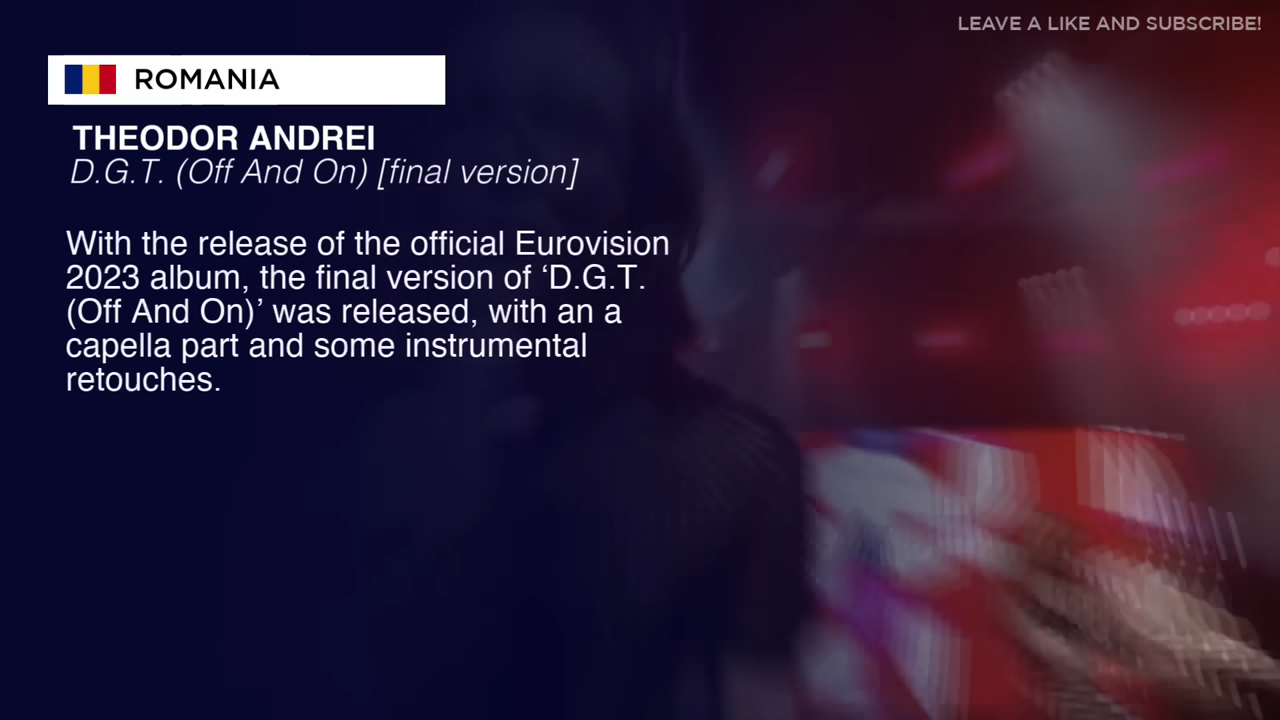 LEAVE A LIKE AND SUBSCRIBE!
ROMANIA
THEODOR ANDREI
D.G.T. (Off And On) [final version]
With the release of the official Eurovision
2023 album, the final version of ‘D.G.T.
(Off And On)’ was released, with an a
capella part and some instrumental
retouches.